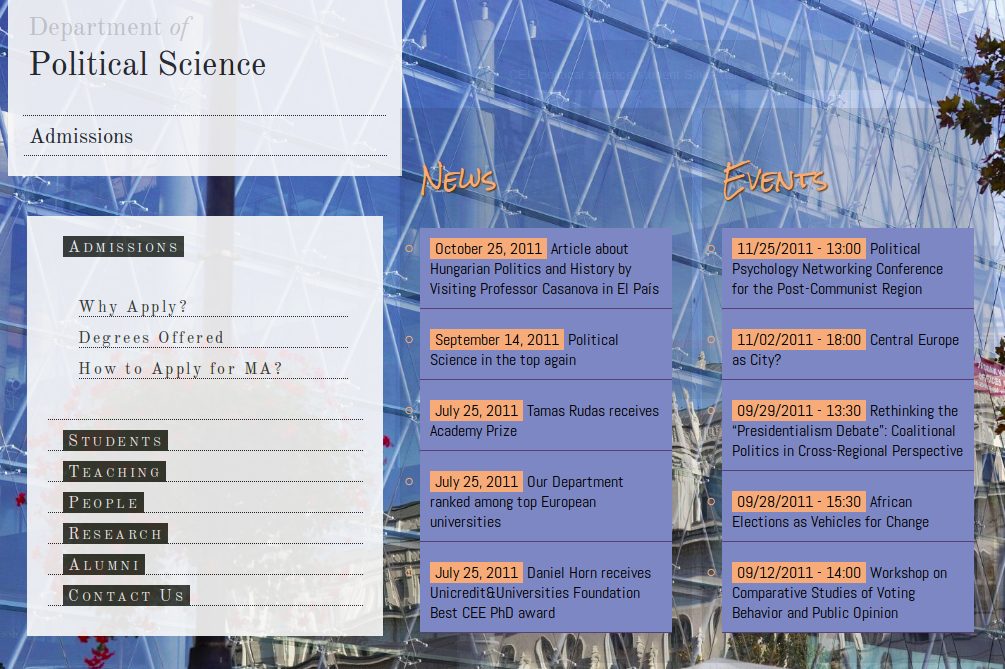 Department of
Political Science
Admissions
News
Events
ADMISSIONS
Why Apply?
Degrees Offered
How to Apply for MA?
STUDENTS
TEACHING
PEOPLE
RESEARCH
ALUMNI
CONTACT US
October 25, 2011 Article about
Hungarian Politics and History by
Visiting Professor Casanova in El País
September 14, 2011 Political
Science in the top again
July 25, 2011 Tamas Rudas receives
Academy Prize
July 25, 2011 Our Department
ranked among top European
universities
July 25, 2011 Daniel Horn receives
Unicredit&Universities Foundation
Best CEE PhD award
11/25/2011 - 13:00 Political
Psychology Networking Conference
for the Post-Communist Region
11/02/2011 - 18:00 Central Europe
as City?
09/29/2011 - 13:30 Rethinking the
“Presidentialism Debate”: Coalitional
Politics in Cross-Regional Perspective
09/28/2011 - 15:30 African
Elections as Vehicles for Change
09/12/2011 - 14:00 Workshop on
Comparative Studies of Voting
Behavior and Public Opinion